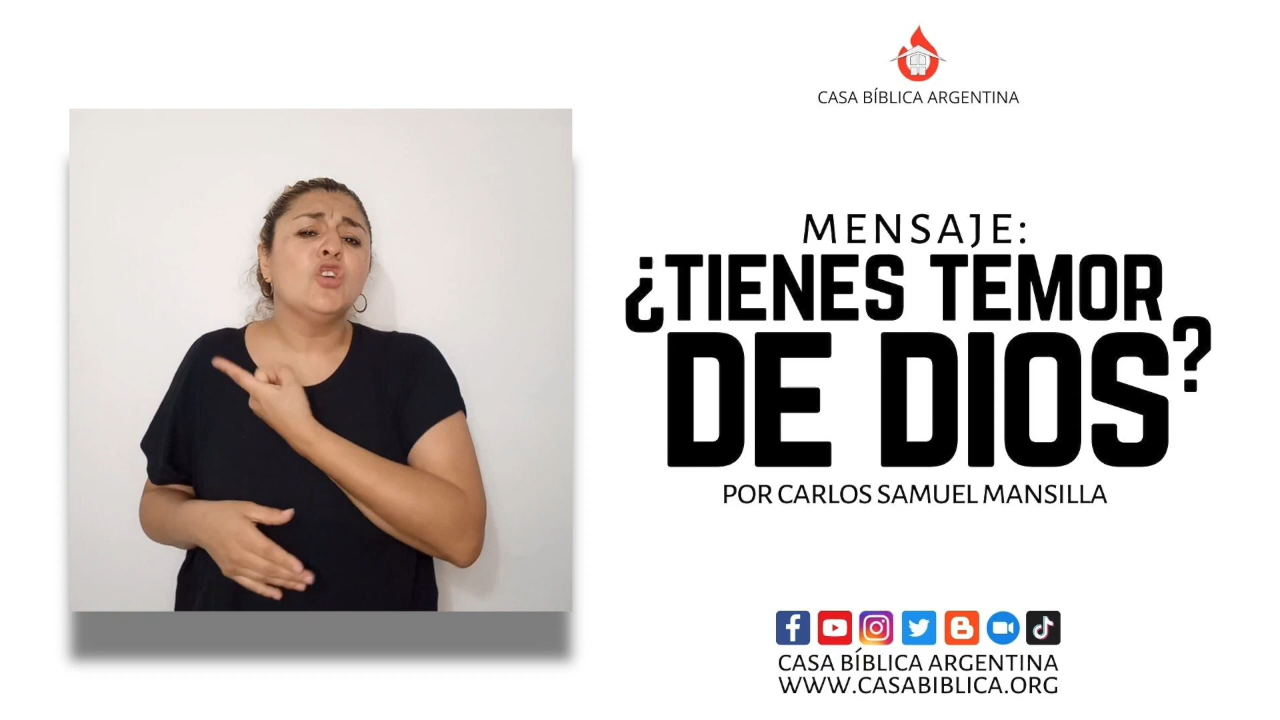 CASA BÍBLICA ARGENTINA
MENSAJE:
¿TIENES TEMOR
DE DIOS?
POR CARLOS SAMUEL MANSILLA
CASA BÍBLICA ARGENTINA
WWW.CASABIBLICA.ORG